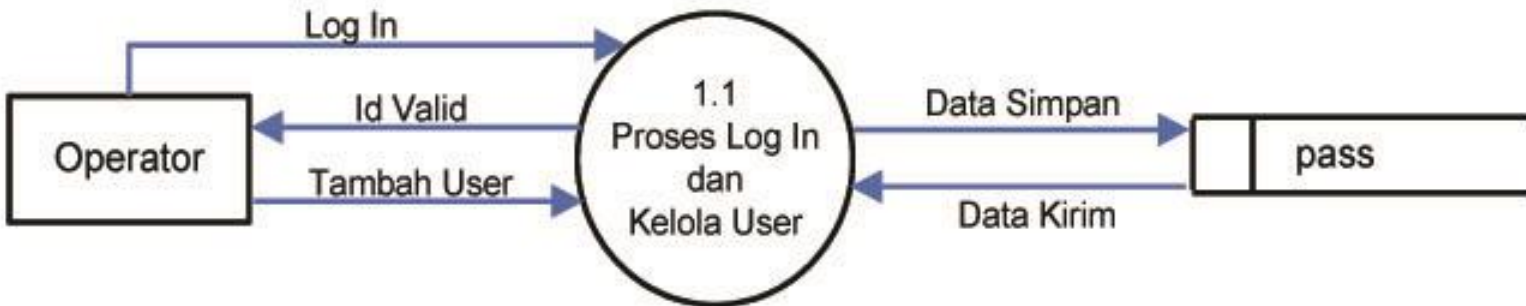 Log In
Id Valid
Operator
Tambah User
1.1
Proses Log In
dan
Kelola User
Data Simpan
pass
Data Kirim